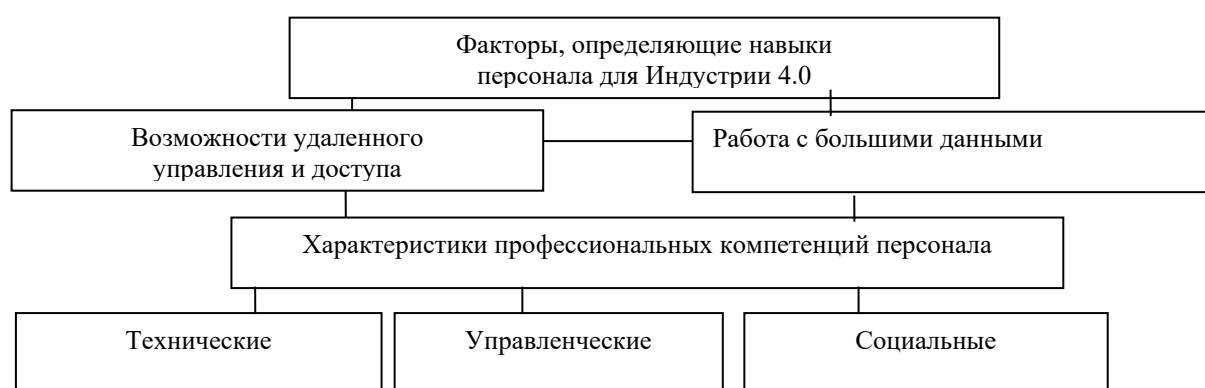 Факторы, определяющие навыки
персонала для Индустрии 4.0
Возможности удаленного
управления и доступа
Работа с большими данными
Характеристики профессиональных компетенций персонала
Технические
Управленческие
Социальные